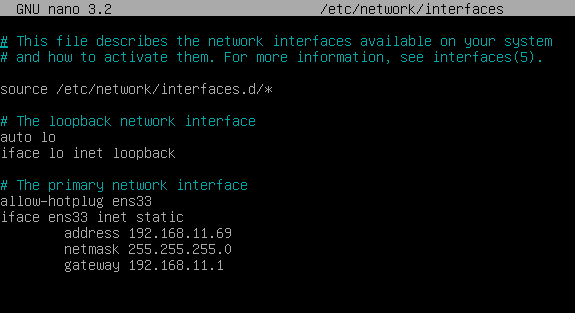 GNU nano 3.2 /etc/network/interfaces
# This file describes the network interfaces available on your system
# and how to activate them. For more information, see interfaces(5).
source /etc/network/interfaces.d/*
# The loopback network interface
auto lo
iface lo inet loopback
# The primary network interface
allow-hotplug ens33
iface ens33 inet static
address 192.168.11.69
netmask 255.255.255.0
gateway 192.168.11.1